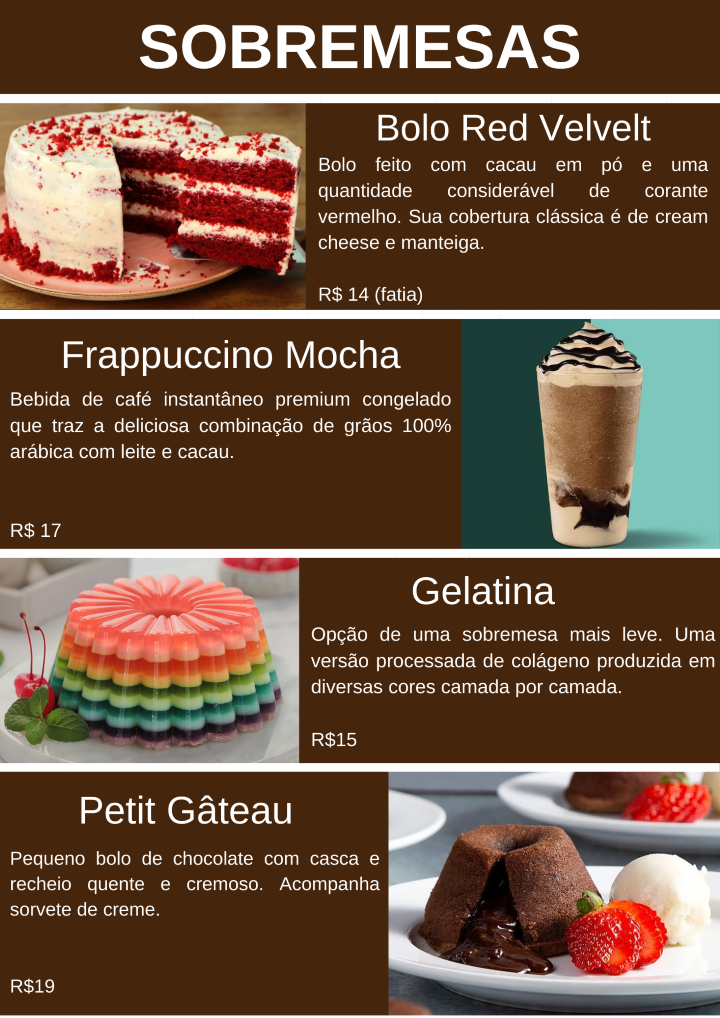 SOBREMESAS
Bolo Red Velvelt
Bolo feito com cacau em pó e uma
quantidade considerável de corante
vermelho. Sua cobertura clássica é de cream
cheese e manteiga.
R$ 14 (fatia)
Frappuccino Mocha
Bebida de café instantâneo premium congelado
que traz a deliciosa combinação de grãos 100%
arábica com leite e cacau.
R$ 17
Gelatina
Opção de uma sobremesa mais leve. Uma
versão processada de colágeno produzida em
diversas cores camada por camada.
R$15
Petit Gâteau
Pequeno bolo de chocolate com casca e
recheio quente e cremoso. Acompanha
sorvete de creme.
R$19